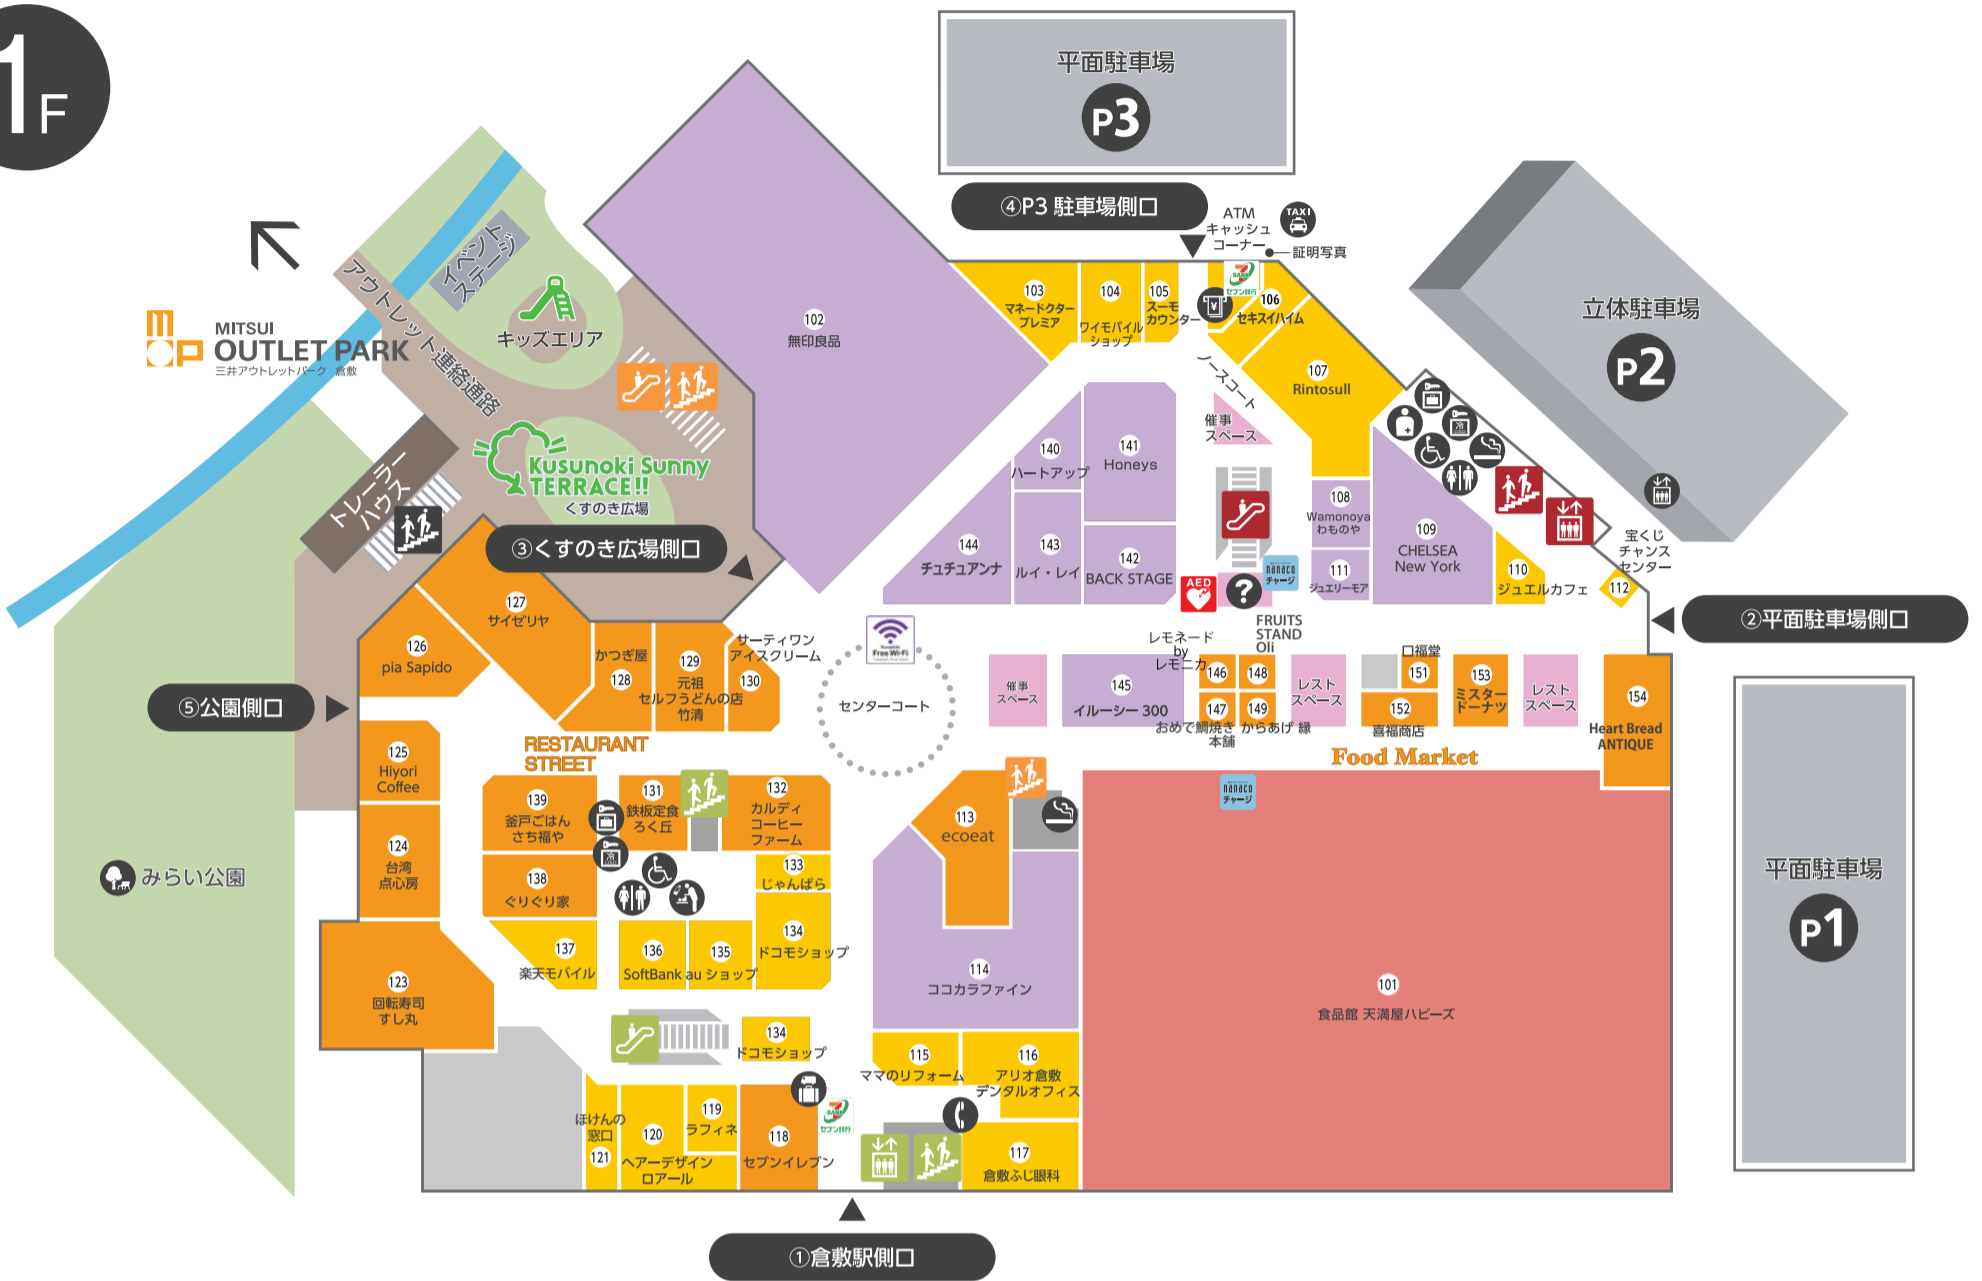 1F
平面駐車場
P3
④P3 駐車場側口
ATM
キャッシュ
コーナー
TAXI
証明写真
セブン銀行
立体駐車場
P2
イベント
ステージ
アウトレット連絡通路
キッズエリア
MITSUI
OUTLET PARK
三井アウトレットパーク 倉敷
Kusunoki Sunny
TERRACE!!
くすのき広場
トレーラー
ハウス
③くすのき広場側口
102
無印良品
103
マネードクター
プレミア
104
ワイモバイル
ショップ
105
スーモ
カウンター
106
セキスイハイム
107
Rintosull
ノースコート
催事
スペース
140
ハートアップ
141
Honeys
142
BACK STAGE
143
ルイ・レイ
144
チュチュアンナ
108
Wamonoya
わものや
109
CHELSEA
New York
冷
110
ジュエルカフェ
111
ジュエリーモア
宝くじ
チャンス
センター
112
②平面駐車場側口
AED
?
nanaco
チャージ
Free Wi-Fi
センターコート
127
サイゼリヤ
126
pia Sapido
かつぎ屋
128
129
元祖
セルフうどんの店
竹清
サーティワン
アイスクリーム
130
⑤公園側口
催事
スペース
145
イルーシー 300
レモネード
by
レモニカ
146
FRUITS
STAND
Oli
148
147
おめで鯛焼き
本舗
149
からあげ 縁
レスト
スペース
口福堂
151
152
喜福商店
153
ミスター
ドーナツ
レスト
スペース
154
Heart Bread
ANTIQUE
Food Market
nanaco
チャージ
RESTAURANT
STREET
125
Hiyori
Coffee
124
台湾
点心房
123
回転寿司
すし丸
139
釜戸ごはん
さち福や
131
鉄板定食
ろく丘
132
カルディ
コーヒー
ファーム
冷
138
ぐりぐり家
133
じゃんぱら
134
ドコモショップ
137
楽天モバイル
136
SoftBank
135
au ショップ
134
ドコモショップ
113
ecoeat
114
ココカラファイン
115
ママのリフォーム
116
アリオ倉敷
デンタルオフィス
117
倉敷ふじ眼科
101
食品館 天満屋ハピーズ
みらい公園
平面駐車場
P1
ほけんの
窓口
121
120
ヘアーデザイン
ロアール
119
ラフィネ
118
セブンイレブン
セブン銀行
①倉敷駅側口